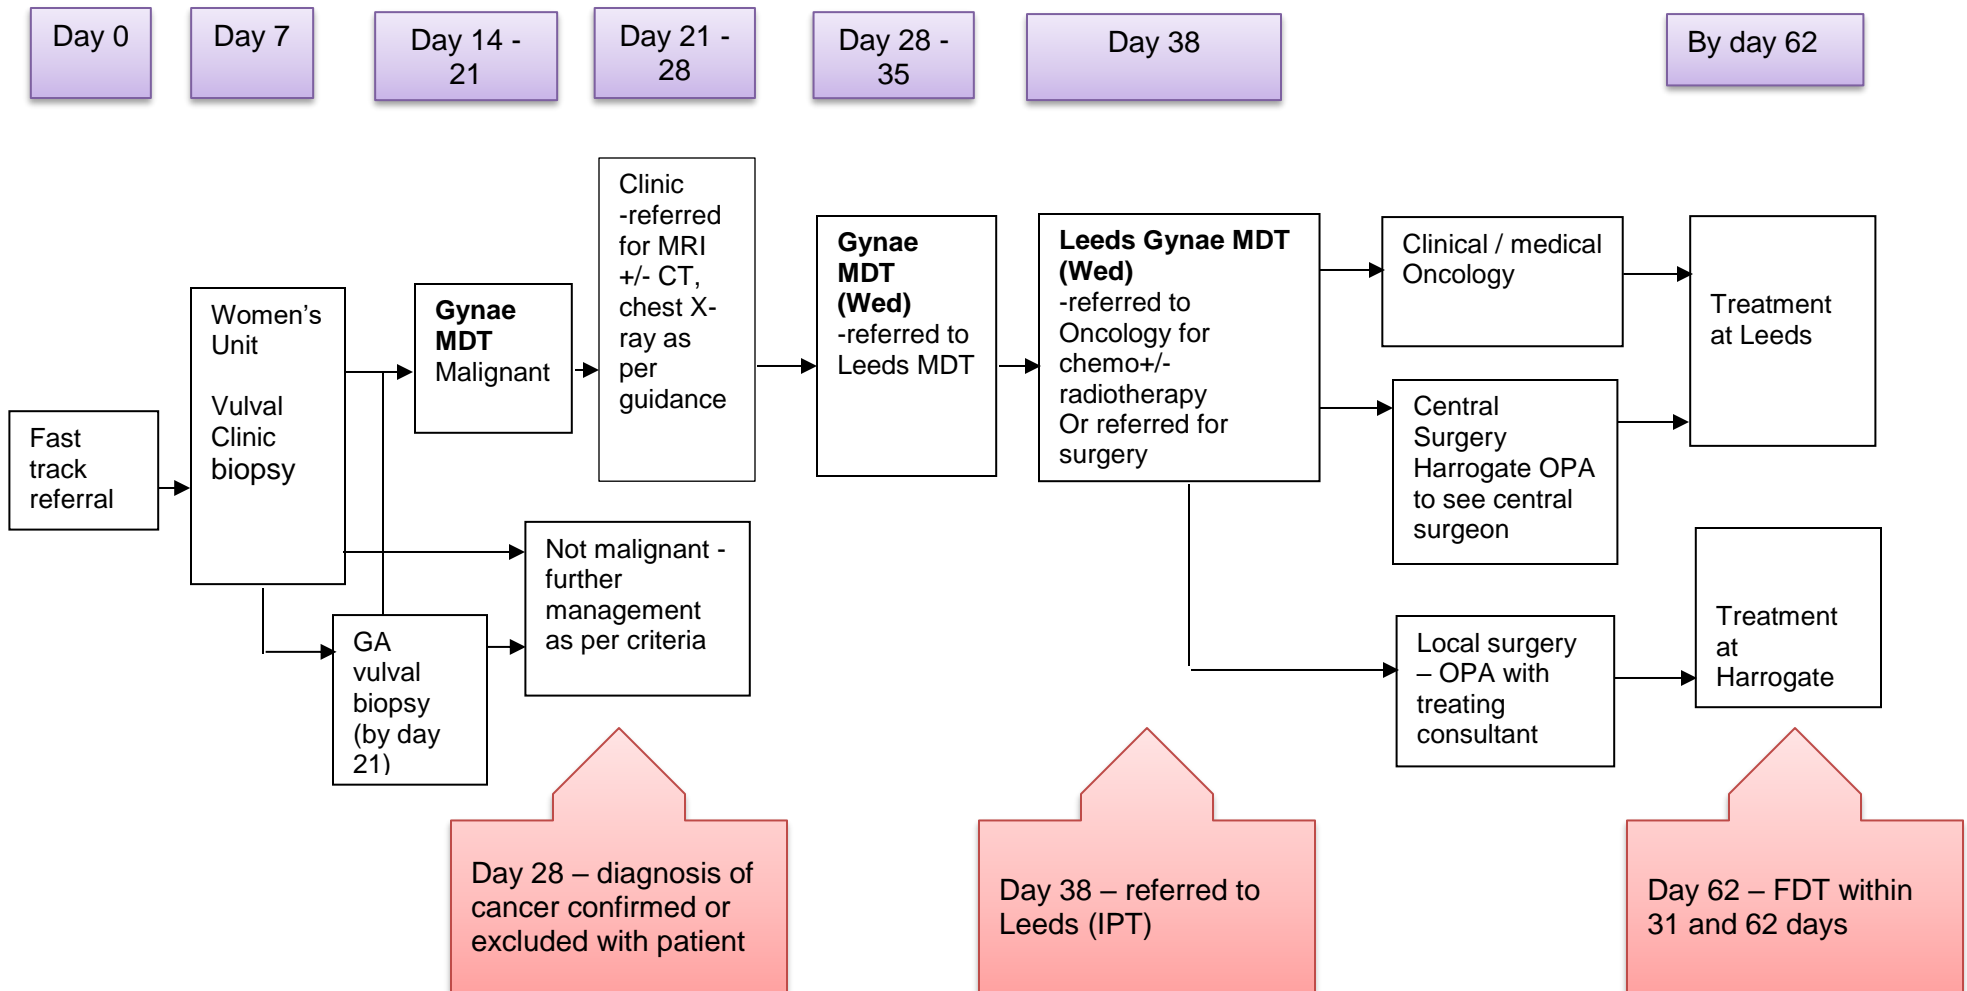 Day 0
Day 7
Day 14 -
21
Day 21 -
28
Day 28 -
35
Day 38
By day 62
Fast
track
referral
Women’s
Unit
Vulval
Clinic
biopsy
GA
vulval
biopsy
(by day
21)
Gynae
MDT
Malignant
Clinic
-referred
for MRI
+/- CT,
chest X-
ray as
per
guidance
Not malignant -
further
management
as per criteria
Gynae
MDT
(Wed)
-referred to
Leeds MDT
Leeds Gynae MDT
(Wed)
-referred to
Oncology for
chemo+/-
radiotherapy
Or referred for
surgery
Clinical / medical
Oncology
Central
Surgery
Harrogate OPA
to see central
surgeon
Local surgery
– OPA with
treating
consultant
Treatment
at Leeds
Treatment
at
Harrogate
Day 28 – diagnosis of
cancer confirmed or
excluded with patient
Day 38 – referred to
Leeds (IPT)
Day 62 – FDT within
31 and 62 days